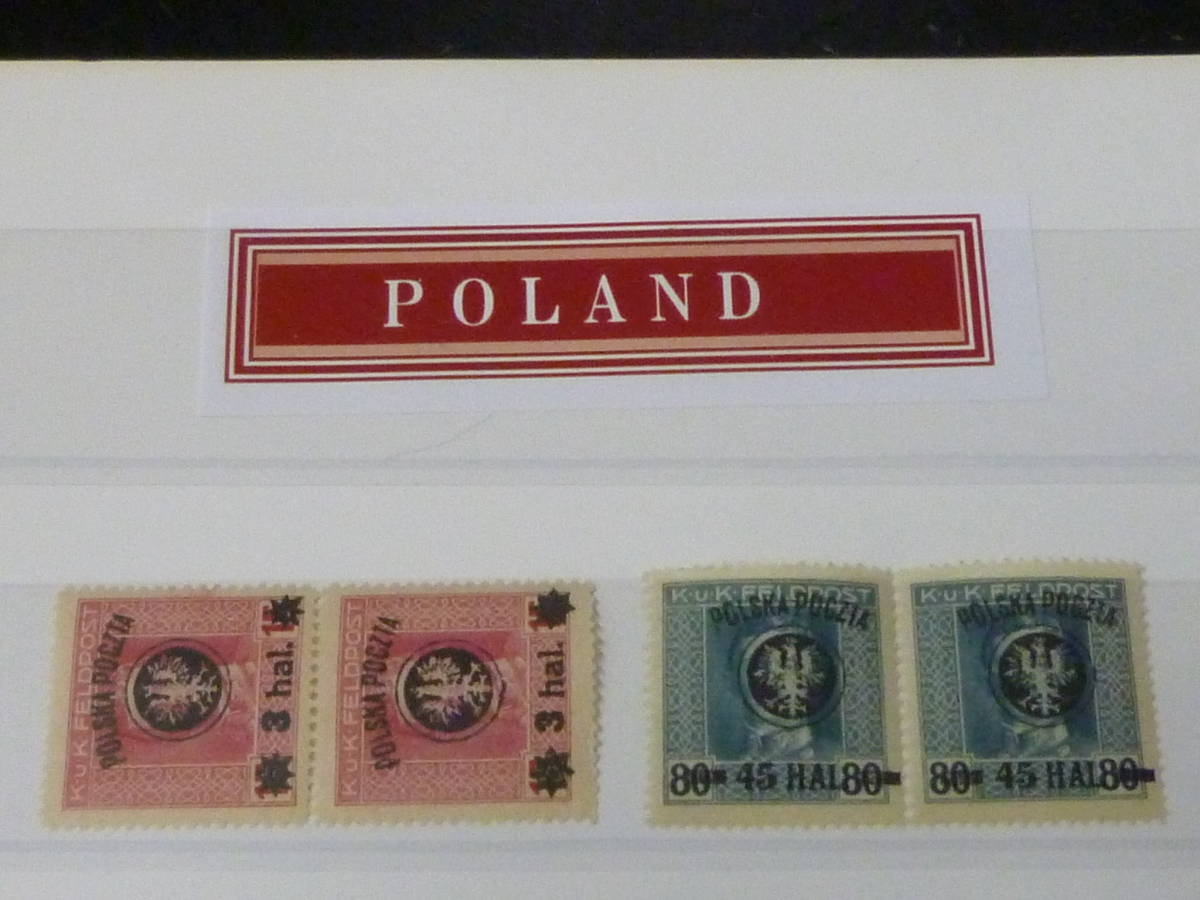 POLAND
K.u.K. FELDPOST
POLSKA POCZTA
3 hal.
K.u.K. FELDPOST
POLSKA POCZTA
3 hal.
K.u.K. FELDPOST
POLSKA POCZTA
80 45 HAL 80
K.u.K. FELDPOST
POLSKA POCZTA
80 45 HAL 80